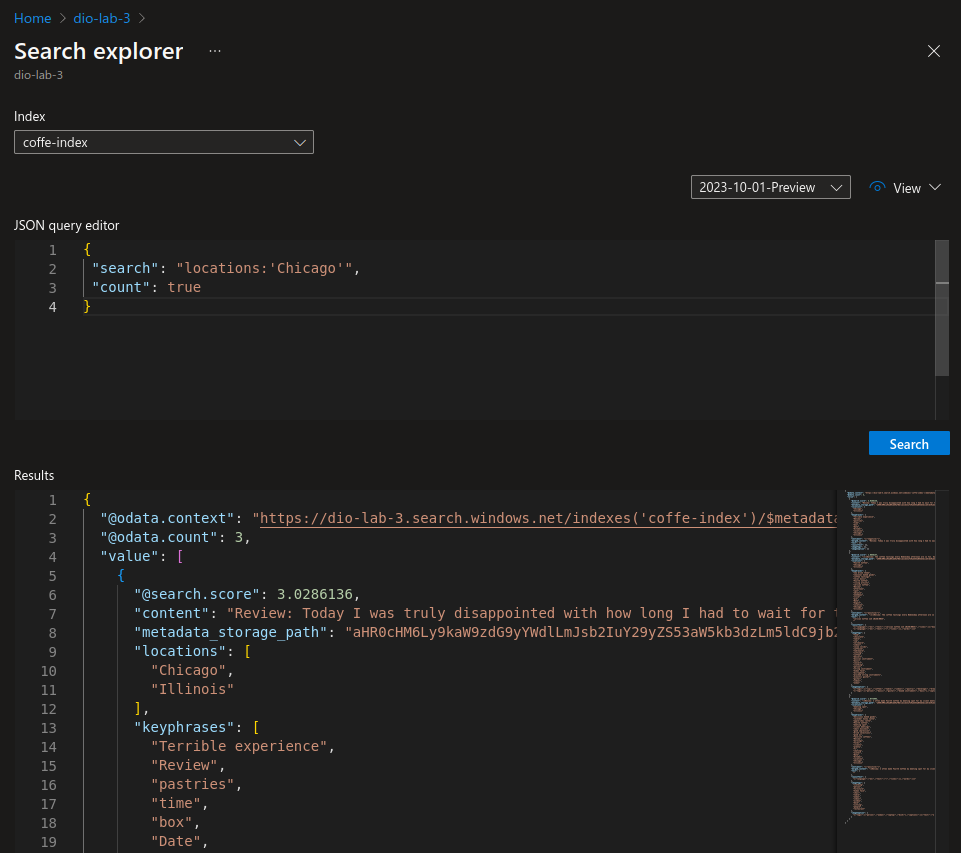 Home > dio-lab-3 >
Search explorer ...
dio-lab-3
Index
coffe-index
2023-10-01-Preview
View
JSON query editor
1 {
2 "search": "locations:'Chicago'",
3 "count": true
4 }
Search
Results
1 {
2 "@odata.context": "https://dio-lab-3.search.windows.net/indexes('coffe-index')/$metadata
3 "@odata.count": 3,
4 "value": [
5 {
6 "@search.score": 3.0286136,
7 "content": "Review: Today I was truly disappointed with how long I had to wait for
8 "metadata_storage_path": "aHR0cHM6Ly9kaW9zdG9yYWdlLmJsb2IuY29yZS53aW5kb3dzLm5ldC9jb2
9 "locations": [
10 "Chicago",
11 "Illinois"
12 ],
13 "keyphrases": [
14 "Terrible experience",
15 "Review",
16 "pastries",
17 "time",
18 "box",
19 "Date",